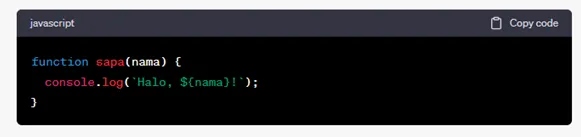 javascript
Copy code
function sapa(nama) {
  console.log(`Halo, ${nama}!`);
}